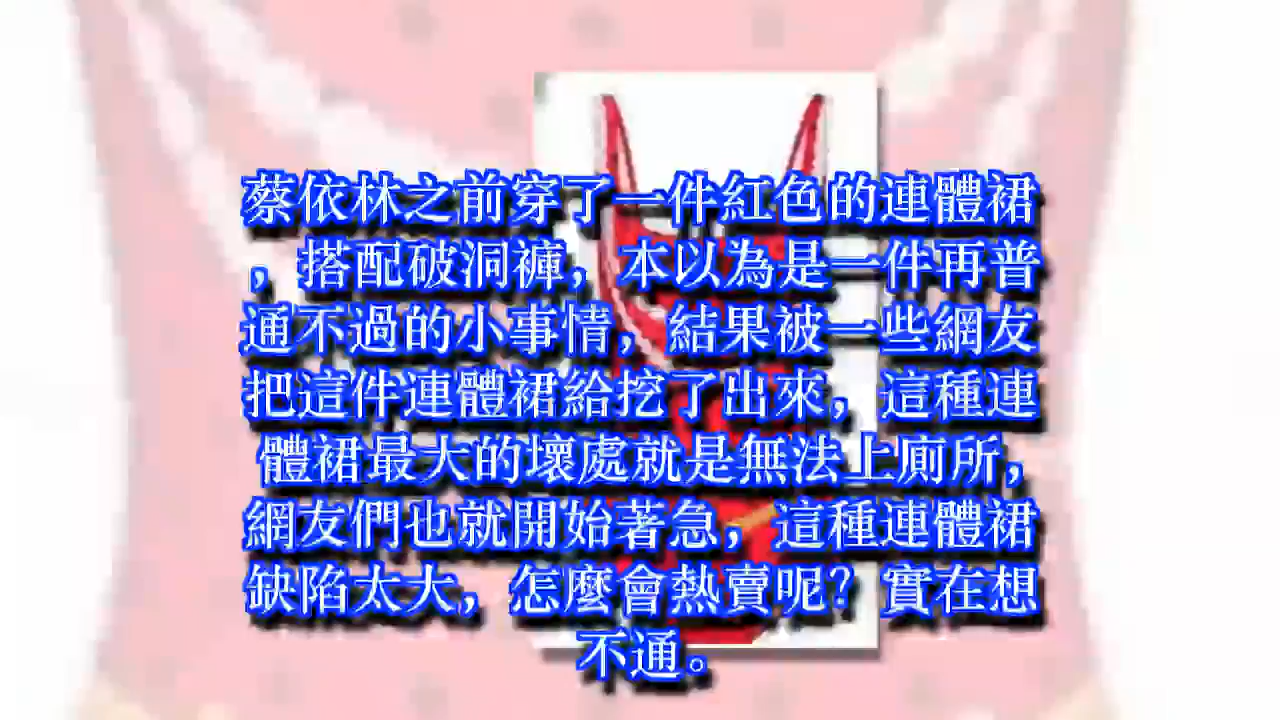 蔡依林之前穿了一件紅色的連體裙
，搭配破洞褲，本以為是一件再普
通不過的小事情，結果被一些網友
把這件連體裙給挖了出來，這種連
體裙最大的壞處就是無法上廁所，
網友們也就開始著急，這種連體裙
缺陷太大，怎麼會熱賣呢？實在想
不通。